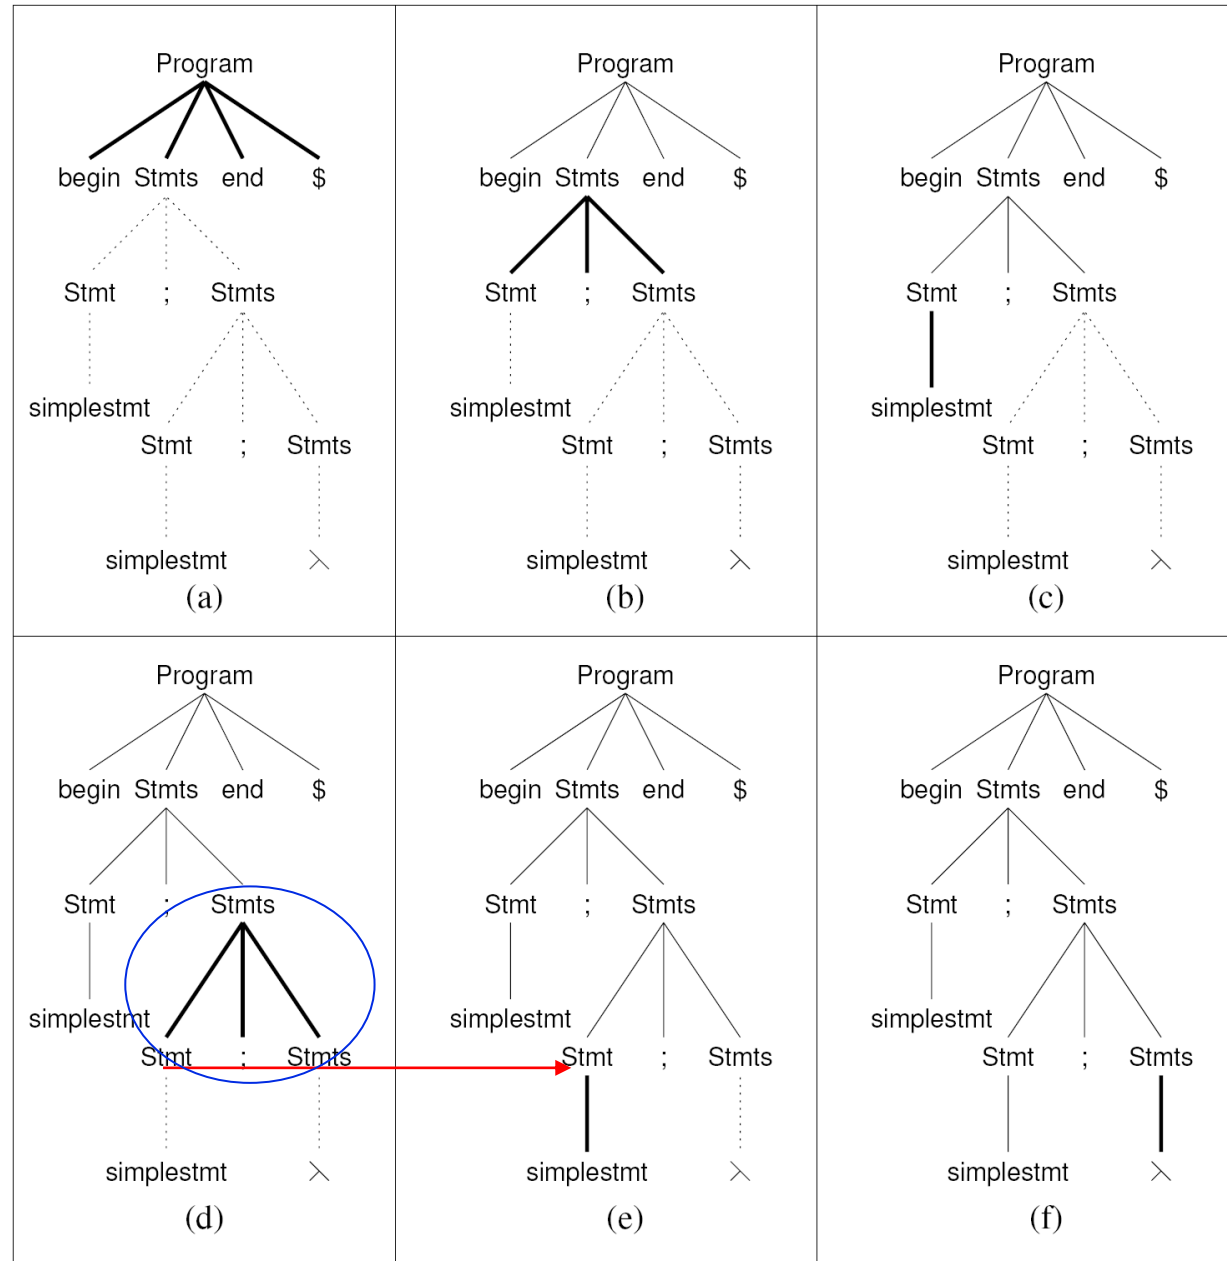 Program
begin Stmts end $
Stmt ; Stmts
simplestmt
Stmt ; Stmts
simplestmt λ
(a)
Program
begin Stmts end $
Stmt ; Stmts
simplestmt
Stmt ; Stmts
simplestmt λ
(b)
Program
begin Stmts end $
Stmt ; Stmts
simplestmt
Stmt ; Stmts
simplestmt λ
(c)
Program
begin Stmts end $
Stmt ; Stmts
simplestmt
Stmt ; Stmts
simplestmt λ
(d)
Program
begin Stmts end $
Stmt ; Stmts
simplestmt
Stmt ; Stmts
simplestmt λ
(e)
Program
begin Stmts end $
Stmt ; Stmts
simplestmt
Stmt ; Stmts
simplestmt λ
(f)